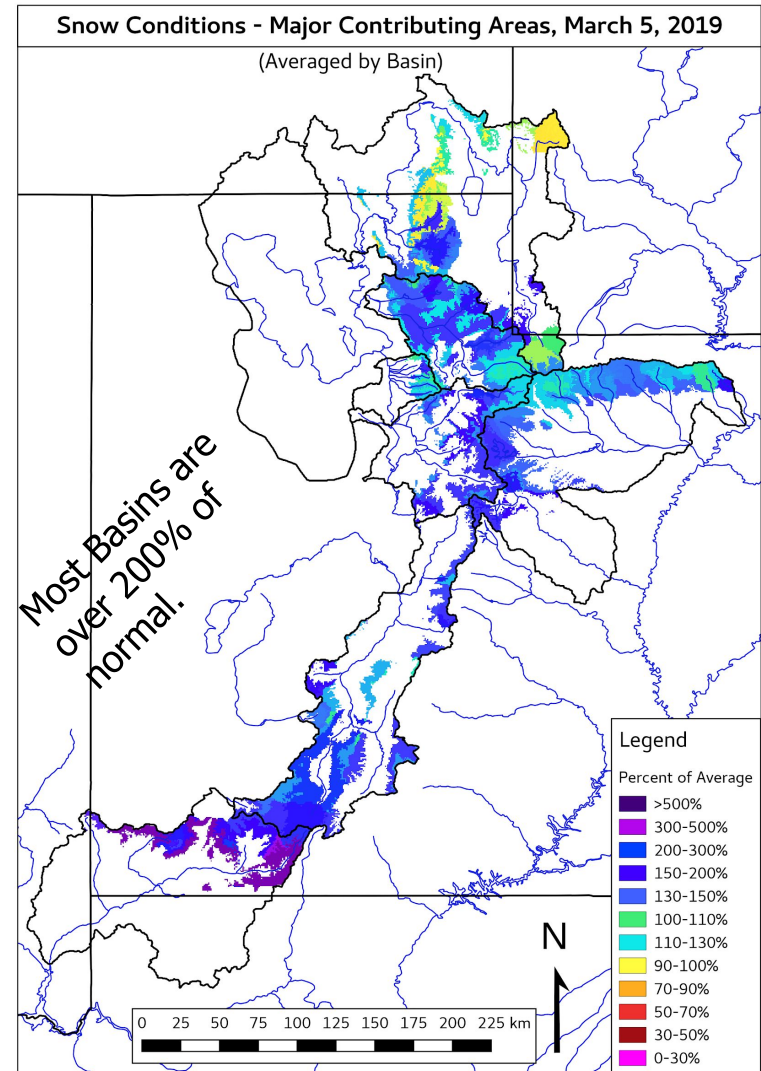 Snow Conditions - Major Contributing Areas, March 5, 2019
(Averaged by Basin)
Most Basins are
over 200% of
normal.
Legend
Percent of Average
>500%
300-500%
200-300%
150-200%
130-150%
100-110%
110-130%
90-100%
70-90%
50-70%
30-50%
0-30%
N
0 25 50 75 100 125 150 175 200 225 km